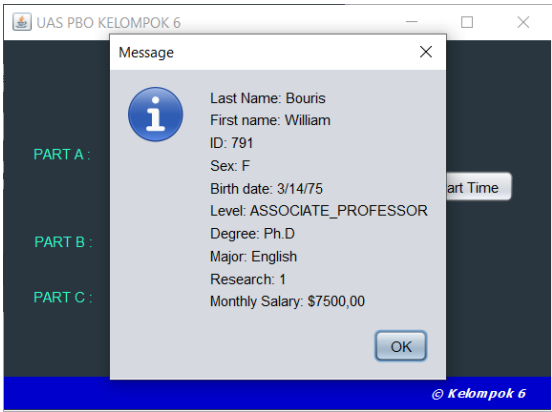 UAS PBO KELOMPOK 6
Message
Last Name: Bouris
First name: William
ID: 791
Sex: F
Birth date: 3/14/75
Level: ASSOCIATE_PROFESSOR
Degree: Ph.D
Major: English
Research: 1
Monthly Salary: $7500,00
OK
PART A :
art Time
PART B :
PART C :
© Kelompok 6